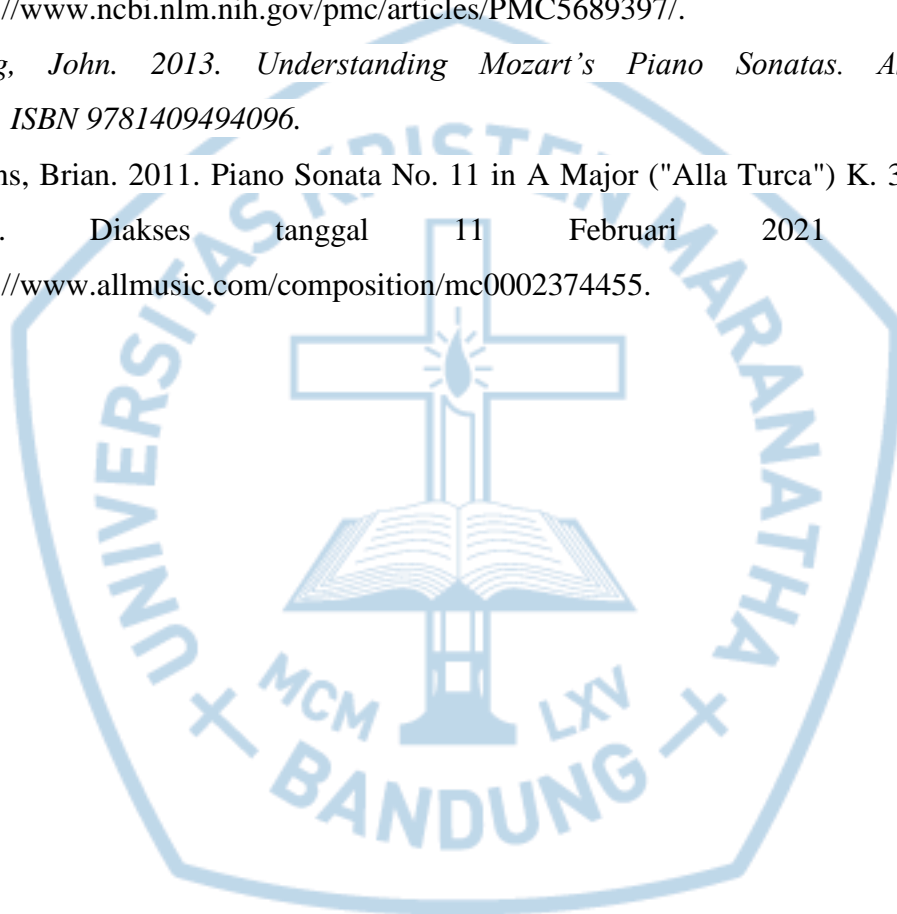 //www.ncbi.nlm.nih.gov/pmc/articles/PMC5689397/.
g, John. 2013. Understanding Mozart’s Piano Sonatas. A
ISBN 9781409494096.
ns, Brian. 2011. Piano Sonata No. 11 in A Major ("Alla Turca") K. 3
. Diakses tanggal 11 Februari 2021
//www.allmusic.com/composition/mc0002374455.
UNIVERSITAS KRISTEN MARANATHA
MCM LXV
BANDUNG